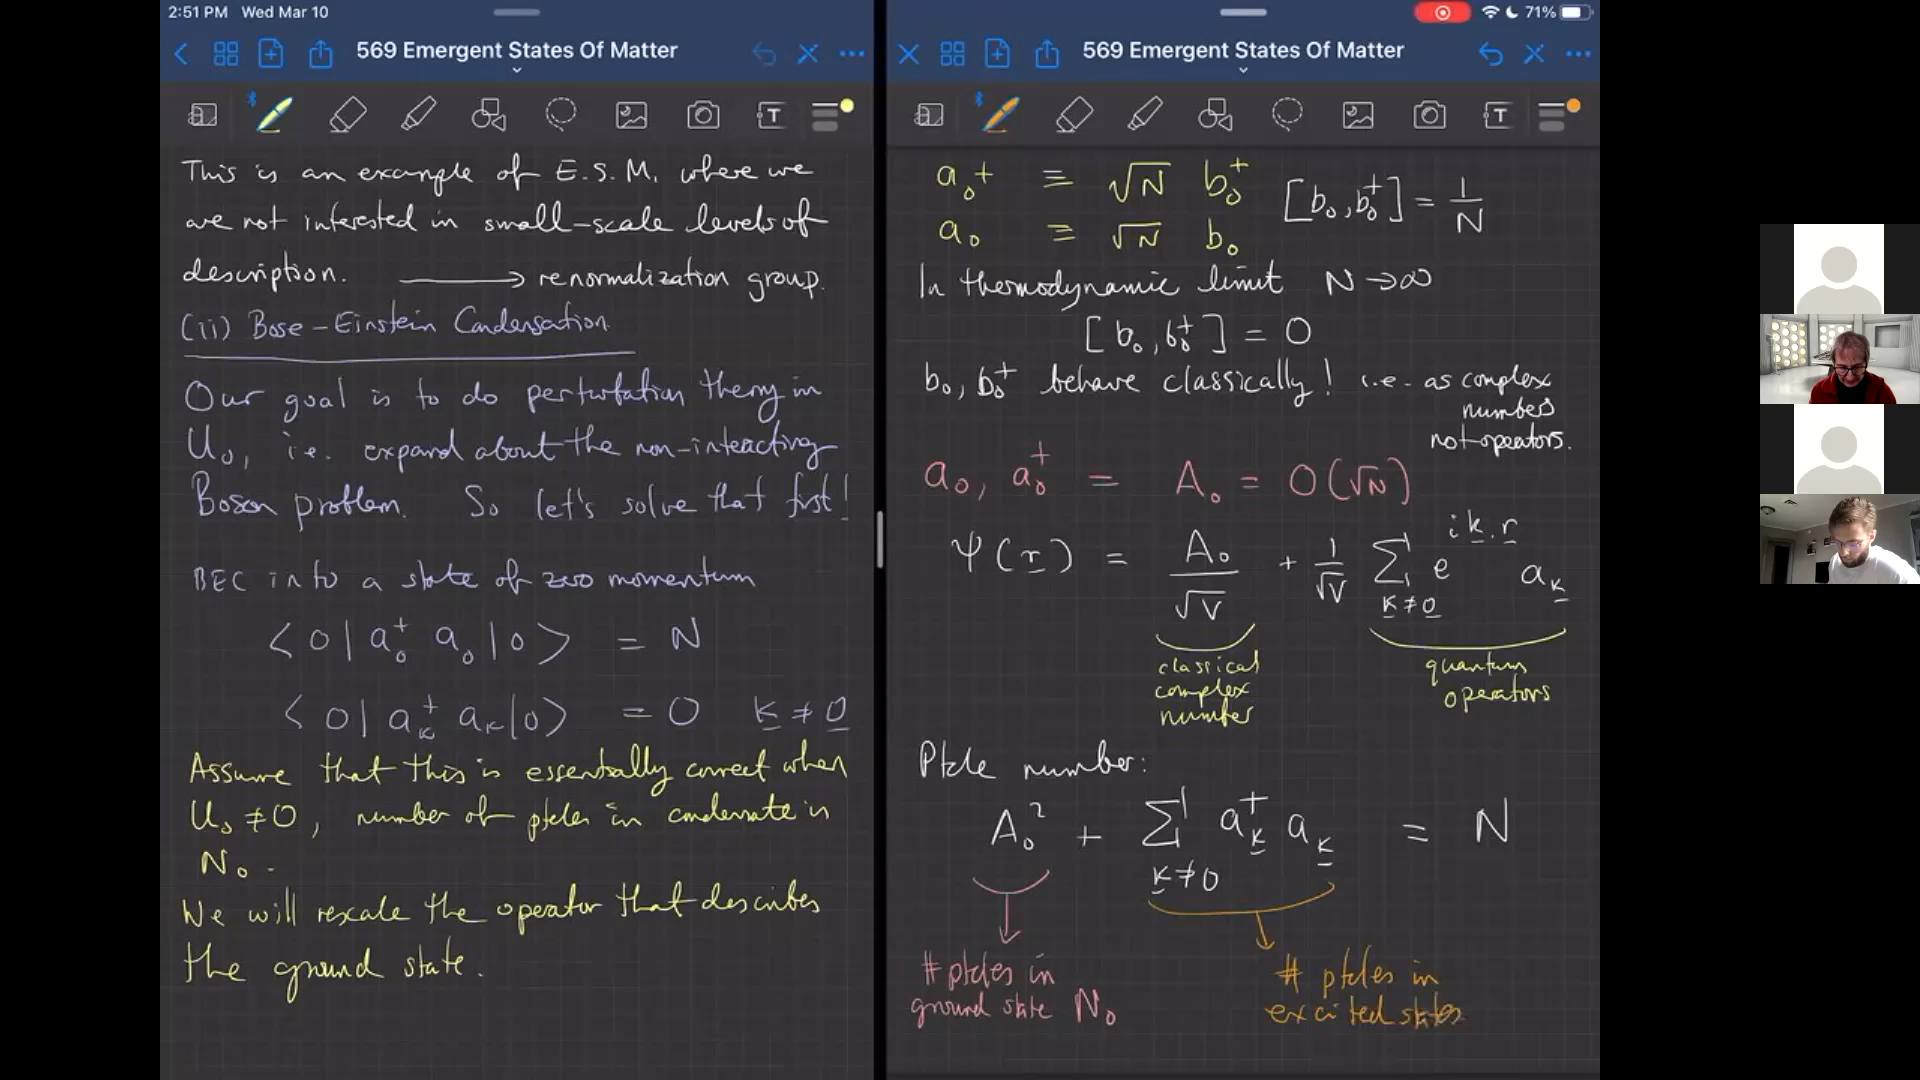 2:51 PM Wed Mar 10
71%
569 Emergent States Of Matter
569 Emergent States Of Matter
This is an example of E.S.M. where we
are not interested in small-scale levels of
description. ⟶ renormalization group.
(ii) Bose-Einstein Condensation
Our goal is to do perturbation theory in
U₀, i.e. expand about the non-interacting
Boson problem. So let's solve that first!
BEC into a state of zero momentum
⟨0| a₀⁺ a₀ |0⟩ = N
⟨0| a_k⁺ a_k |0⟩ = 0 k ≠ 0
Assume that this is essentially correct when
U₀ ≠ 0, number of ptcles in condensate is
N₀.
We will rescale the operator that describes
the ground state.
a₀⁺ ≡ √N b₀⁺ [b₀, b₀⁺] = 1/N
a₀ ≡ √N b₀
In thermodynamic limit N → ∞
[b₀, b₀⁺] = 0
b₀, b₀⁺ behave classically! i.e. as complex
numbers
not operators.
a₀, a₀⁺ = A₀ = O(√N)
Ψ(r) = A₀/√V + 1/√V Σ_{k≠0} e^{ik·r} a_k
classical
complex
number
quantum
operators
Ptcle number:
A₀² + Σ_{k≠0} a_k⁺ a_k = N
# ptcles in
ground state N₀
# ptcles in
excited states